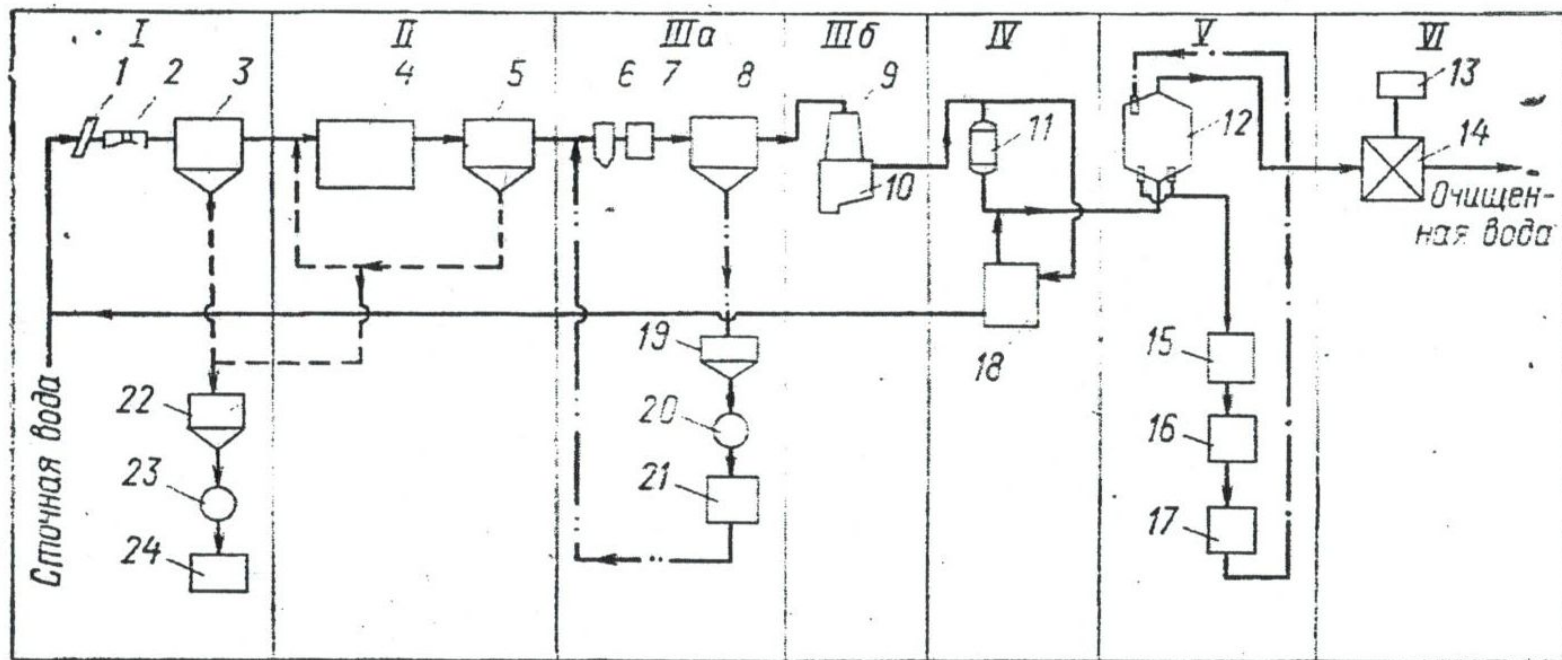 I II IIIа IIIб IV V VI
1 2 3 4 5 6 7 8 9 13
11 12 14
10
Очищен-
ная вода
19 18 15
22 20 16
23 21 17
24
Сточная вода